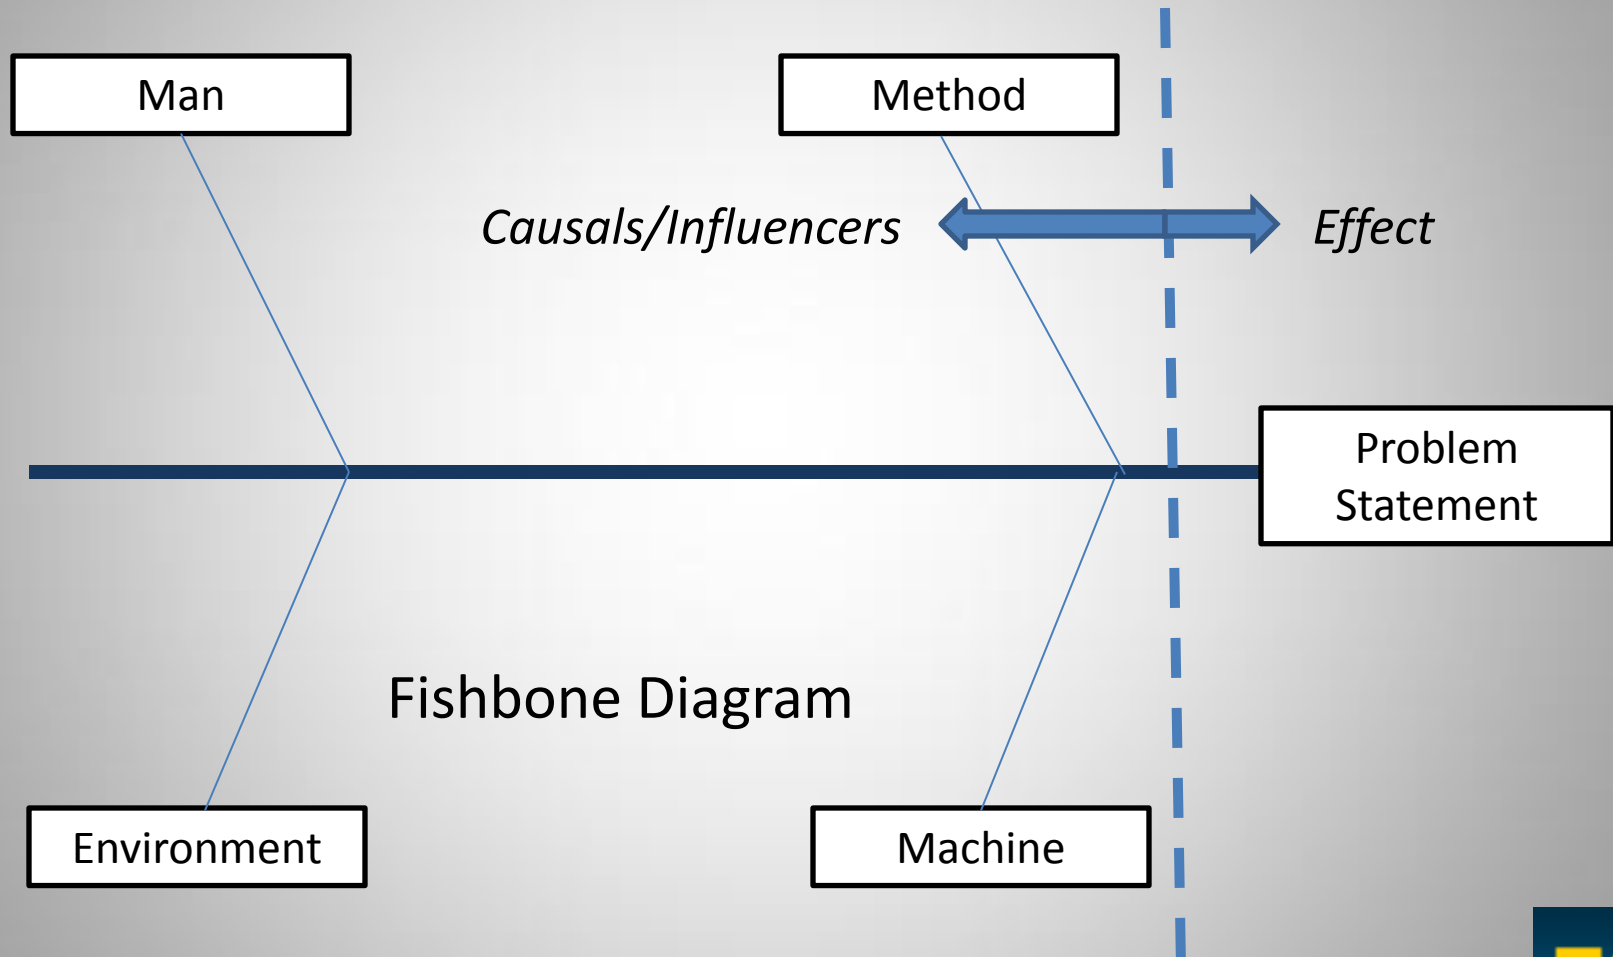 Man
Method
Causals/Influencers
Effect
Problem
Statement
Fishbone Diagram
Environment
Machine